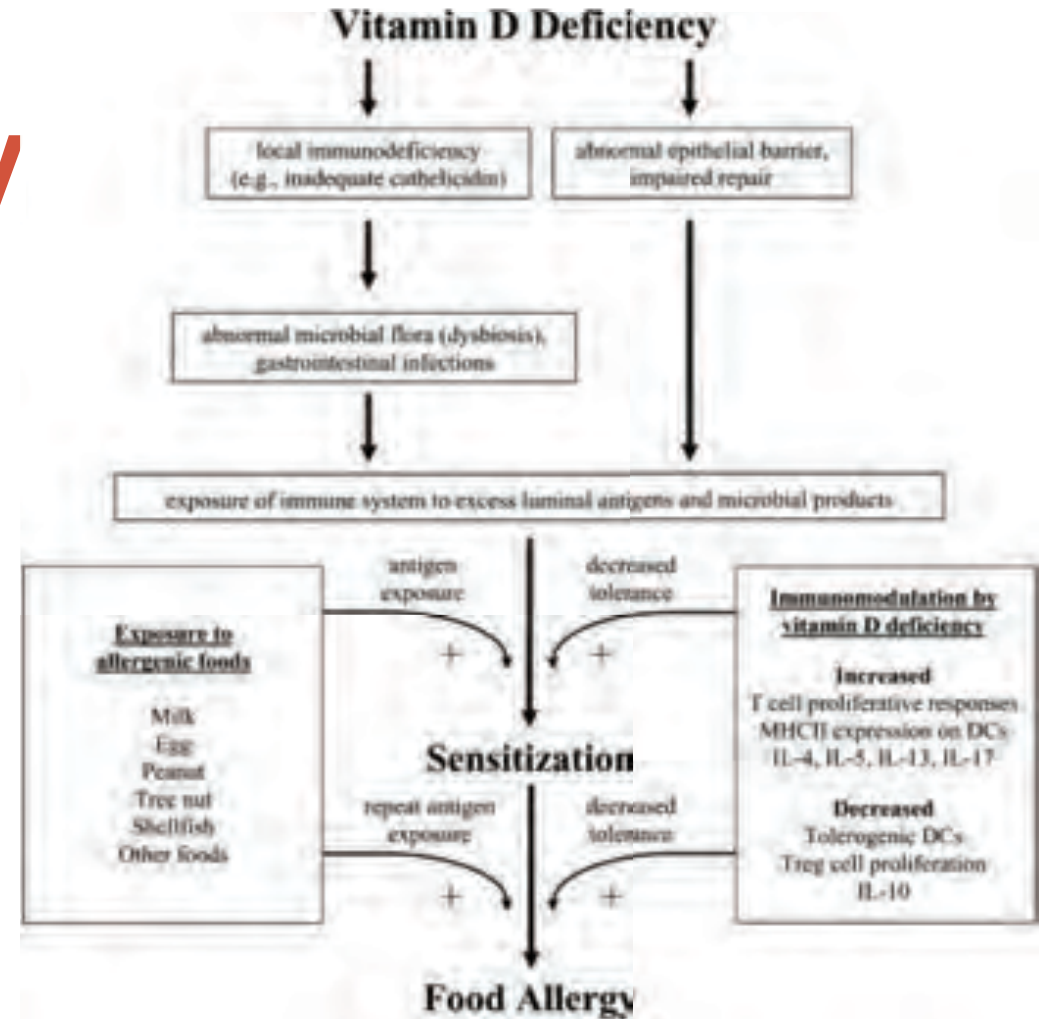 Vitamin D Deficiency
local immunodeficiency
(e.g., inadequate cathelicidin)
abnormal epithelial barrier,
impaired repair
abnormal microbial flora (dysbiosis),
gastrointestinal infections
exposure of immune system to excess luminal antigens and microbial products
antigen
exposure
decreased
tolerance
Exposure to
allergenic foods
Milk
Egg
Peanut
Tree nut
Shellfish
Other foods
+
+
Immunomodulation by
vitamin D deficiency
Increased
T cell proliferative responses
MHCII expression on DCs
IL-4, IL-5, IL-13, IL-17
Decreased
Tolerogenic DCs
Treg cell proliferation
IL-10
Sensitization
repeat antigen
exposure
decreased
tolerance
+
+
Food Allergy